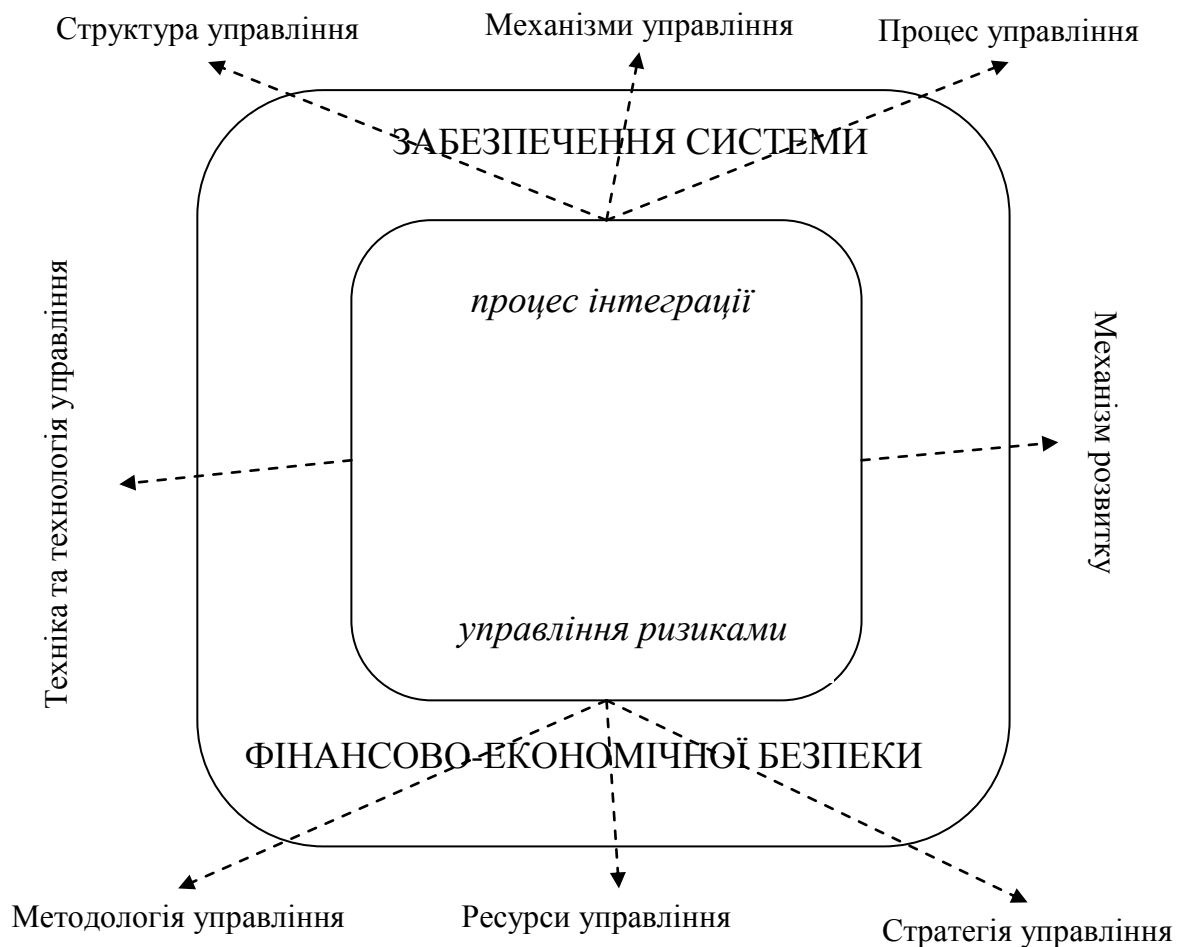 Структура управління
Механізми управління
Процес управління
ЗАБЕЗПЕЧЕННЯ СИСТЕМИ
процес інтеграції
Техніка та технологія управління
Механізм розвитку
управління ризиками
ФІНАНСОВО-ЕКОНОМІЧНОЇ БЕЗПЕКИ
Методологія управління
Ресурси управління
Стратегія управління